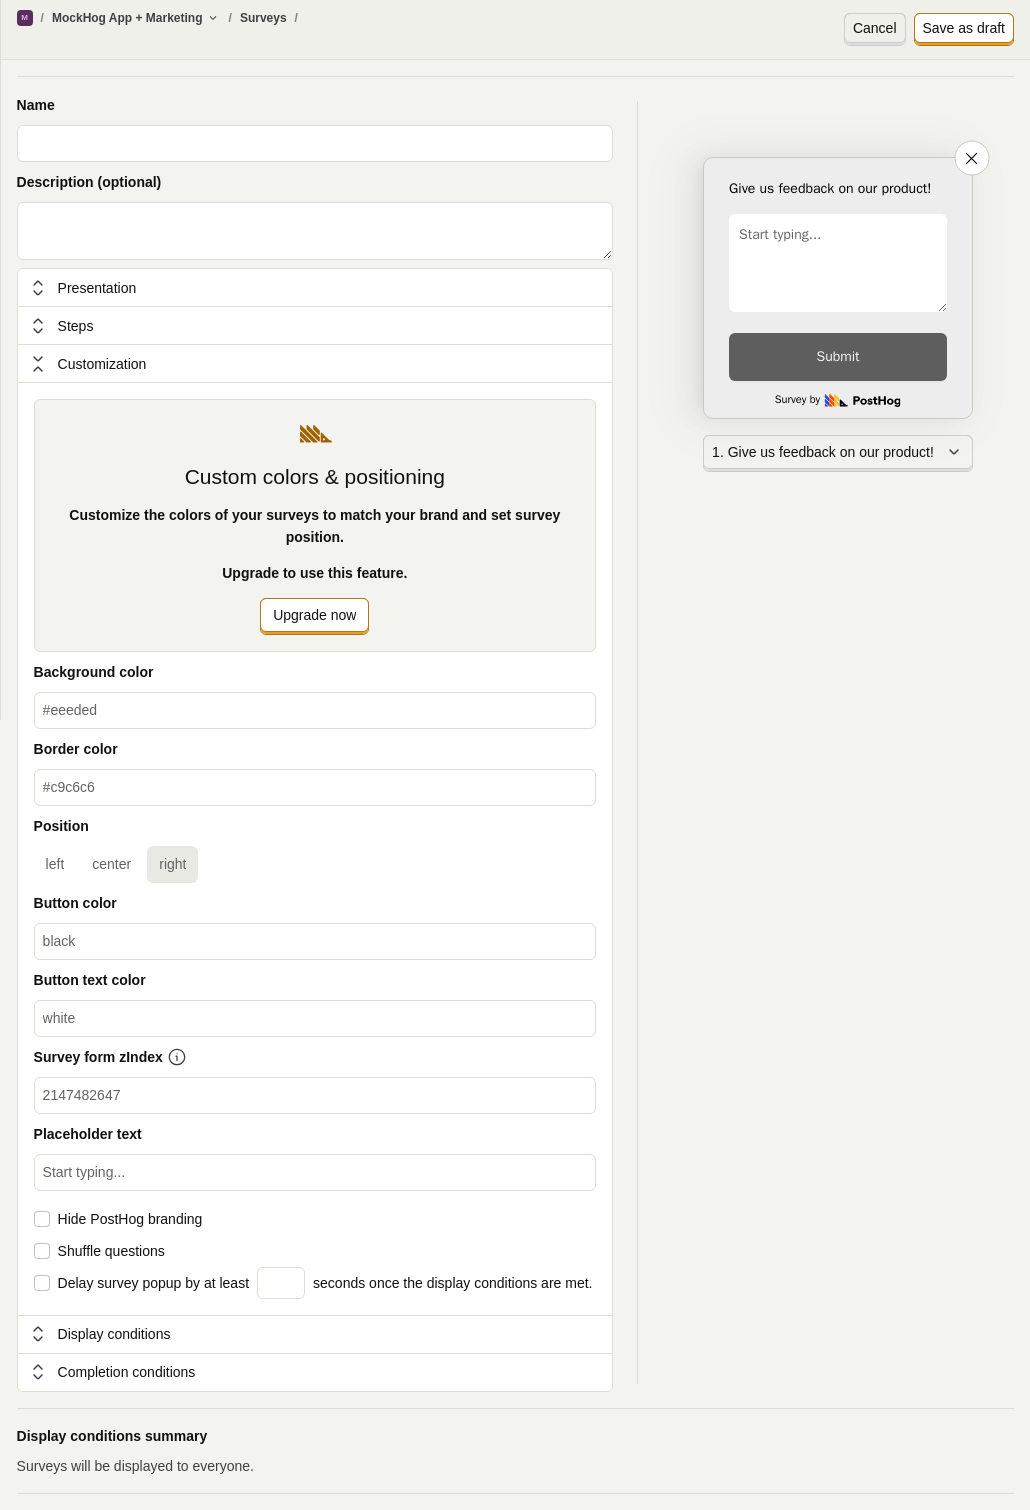 M / MockHog App + Marketing / Surveys /
Cancel
Save as draft
Name
Description (optional)
Presentation
Steps
Customization
Custom colors & positioning
Customize the colors of your surveys to match your brand and set survey
position.
Upgrade to use this feature.
Upgrade now
Background color
#eeeded
Border color
#c9c6c6
Position
left
center
right
Button color
black
Button text color
white
Survey form zIndex
2147482647
Placeholder text
Start typing...
Hide PostHog branding
Shuffle questions
Delay survey popup by at least seconds once the display conditions are met.
Display conditions
Completion conditions
Give us feedback on our product!
Start typing...
Submit
Survey by PostHog
1. Give us feedback on our product!
Display conditions summary
Surveys will be displayed to everyone.